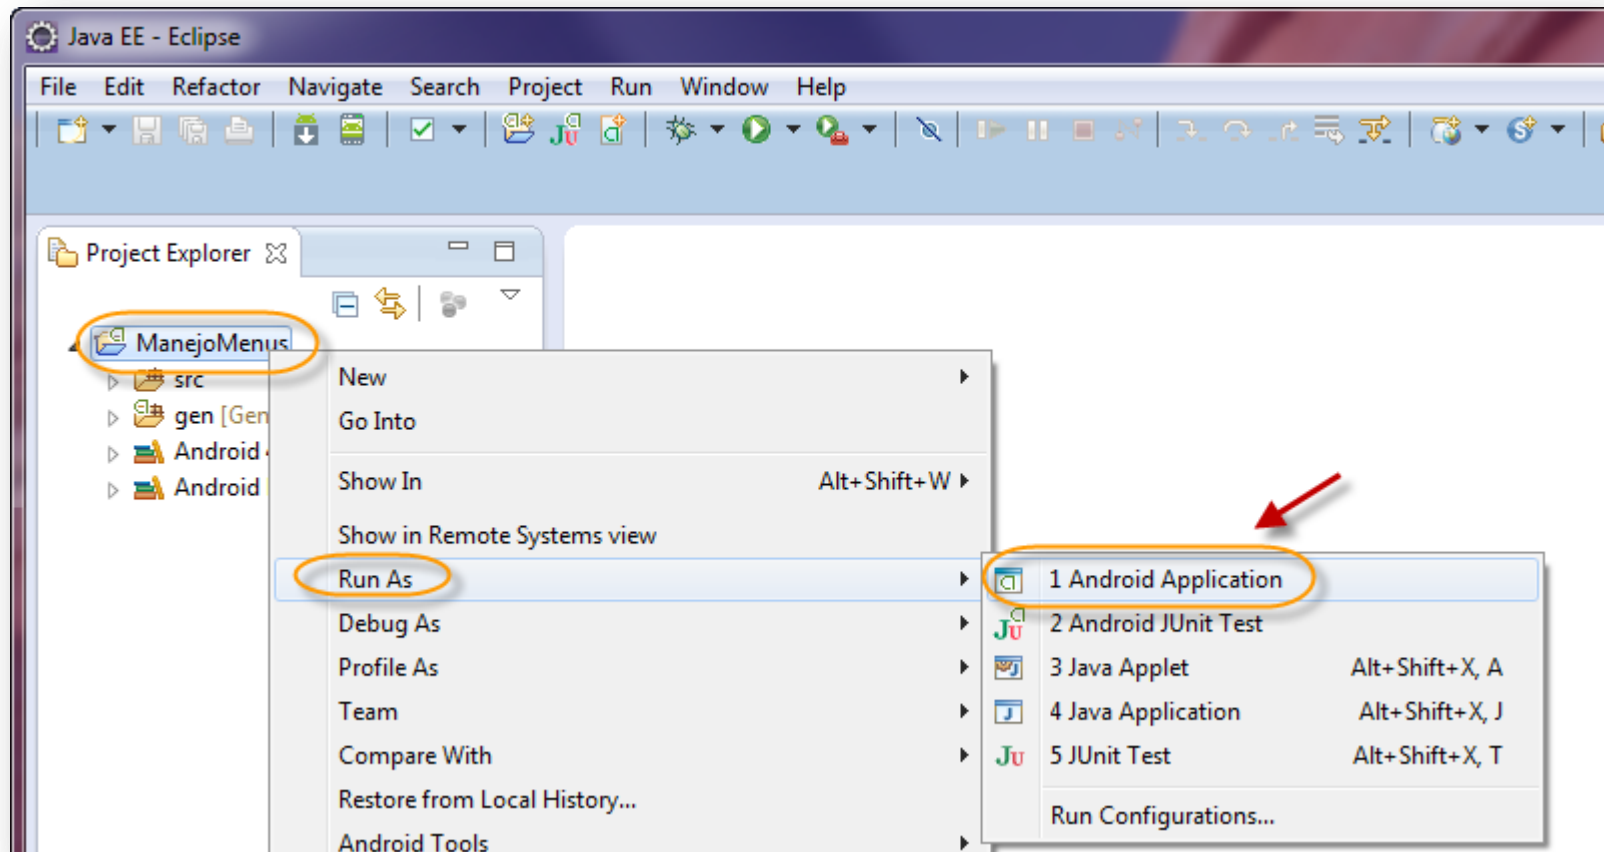 Java EE - Eclipse
File Edit Refactor Navigate Search Project Run Window Help
Project Explorer
ManejoMenus
src
gen [Gen
Android
Android
New
Go Into
Show In Alt+Shift+W
Show in Remote Systems view
Run As
Debug As
Profile As
Team
Compare With
Restore from Local History...
Android Tools
1 Android Application
2 Android JUnit Test
3 Java Applet Alt+Shift+X, A
4 Java Application Alt+Shift+X, J
5 JUnit Test Alt+Shift+X, T
Run Configurations...